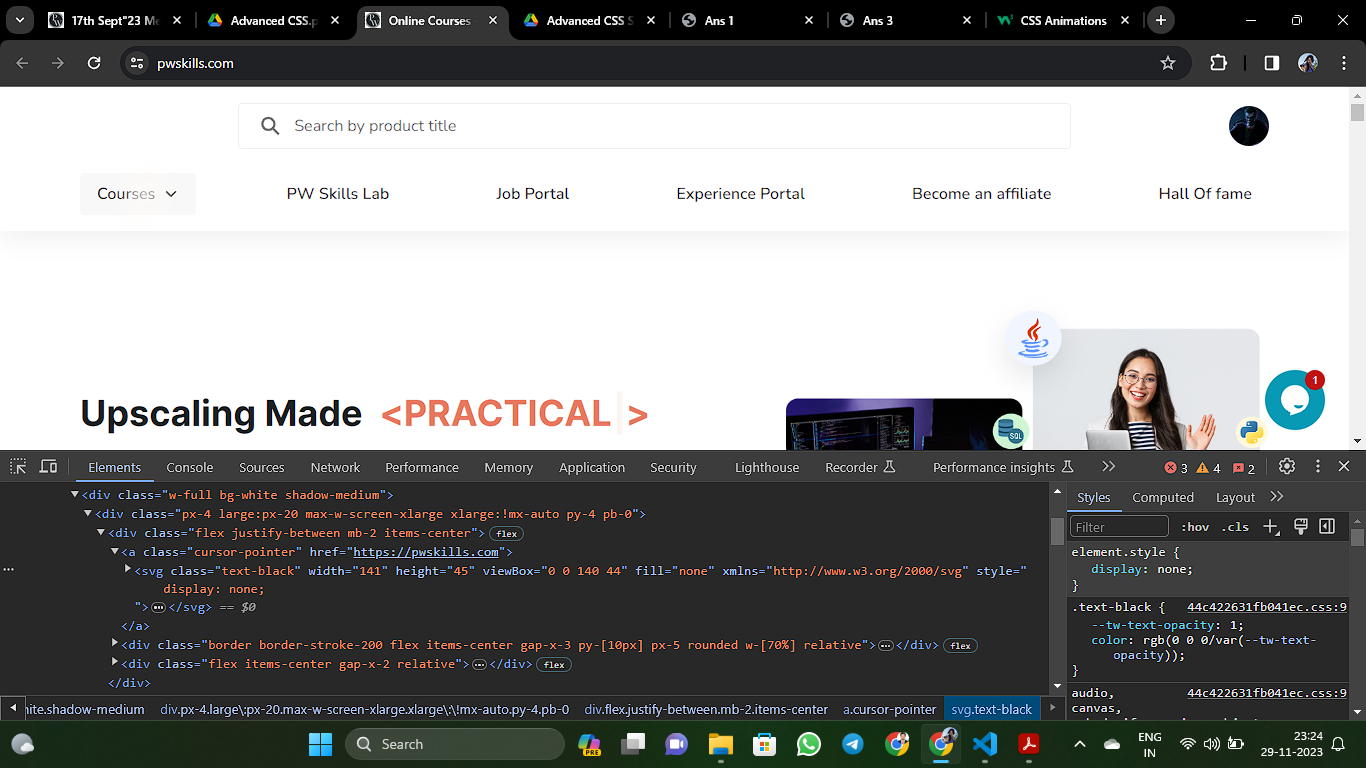 17th Sept"23 Me
Advanced CSS.p
Online Courses
Advanced CSS S
Ans 1
Ans 3
CSS Animations
pwskills.com
Search by product title
Courses
PW Skills Lab
Job Portal
Experience Portal
Become an affiliate
Hall Of fame
Upscaling Made <PRACTICAL >
SQL
1
Elements
Console
Sources
Network
Performance
Memory
Application
Security
Lighthouse
Recorder
Performance insights
3
4
2
<div class="w-full bg-white shadow-medium">
<div class="px-4 large:px-20 max-w-screen-xlarge xlarge:!mx-auto py-4 pb-0">
<div class="flex justify-between mb-2 items-center"> flex
<a class="cursor-pointer" href="https://pwskills.com">
<svg class="text-black" width="141" height="45" viewBox="0 0 140 44" fill="none" xmlns="http://www.w3.org/2000/svg" style="
display: none;
">…</svg> == $0
</a>
<div class="border border-stroke-200 flex items-center gap-x-3 py-[10px] px-5 rounded w-[70%] relative">…</div> flex
<div class="flex items-center gap-x-2 relative">…</div> flex
</div>
hite.shadow-medium
div.px-4.large\:px-20.max-w-screen-xlarge.xlarge\:\!mx-auto.py-4.pb-0
div.flex.justify-between.mb-2.items-center
a.cursor-pointer
svg.text-black
Styles
Computed
Layout
Filter
:hov
.cls
element.style {
display: none;
}
.text-black { 44c422631fb041ec.css:9
--tw-text-opacity: 1;
color: rgb(0 0 0/var(--tw-text-
opacity));
}
audio, 44c422631fb041ec.css:9
canvas,
Search
PRE
ENG
IN
23:24
29-11-2023